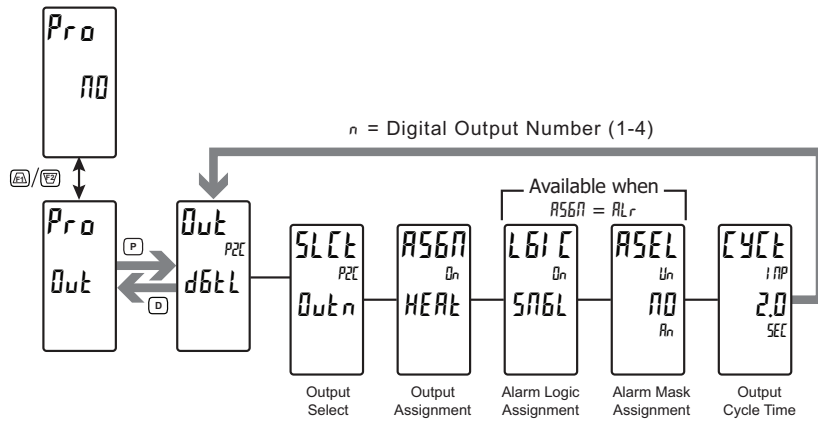 Pro
NO
n = Digital Output Number (1-4)
F1/F2
Available when
ASGN = ALr
Pro
Out
P
D
Out
P2C
dGtL
SLCt
P2C
Outn
ASGN
On
HEAt
LGIC
On
SNGL
ASEL
Un
NO
An
CYCt
INP
2.0
SEC
Output
Select
Output
Assignment
Alarm Logic
Assignment
Alarm Mask
Assignment
Output
Cycle Time